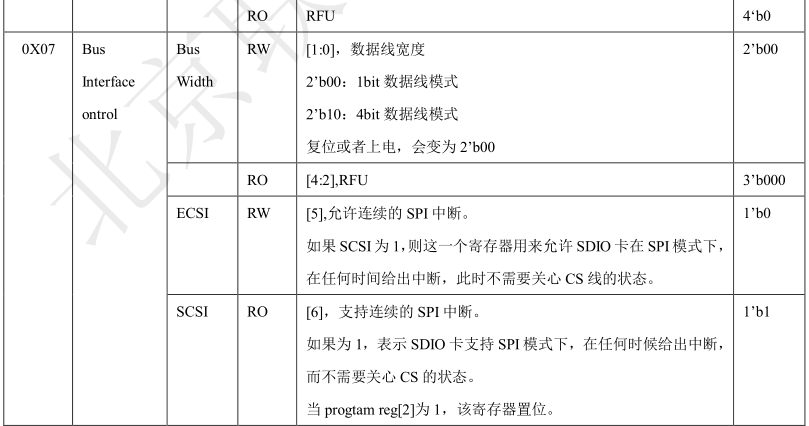 RO RFU 4‘b0
0X07 Bus Bus RW [1:0]，数据线宽度 2’b00
Interface Width 2’b00：1bit 数据线模式
ontrol 2’b10：4bit 数据线模式
复位或者上电，会变为 2’b00
RO [4:2],RFU 3’b000
ECSI RW [5],允许连续的 SPI 中断。 1’b0
如果 SCSI 为 1，则这一个寄存器用来允许 SDIO 卡在 SPI 模式下，
在任何时间给出中断，此时不需要关心 CS 线的状态。
SCSI RO [6]，支持连续的 SPI 中断。 1’b1
如果为 1，表示 SDIO 卡支持 SPI 模式下，在任何时候给出中断，
而不需要关心 CS 的状态。
当 progtam reg[2]为 1，该寄存器置位。
北京联